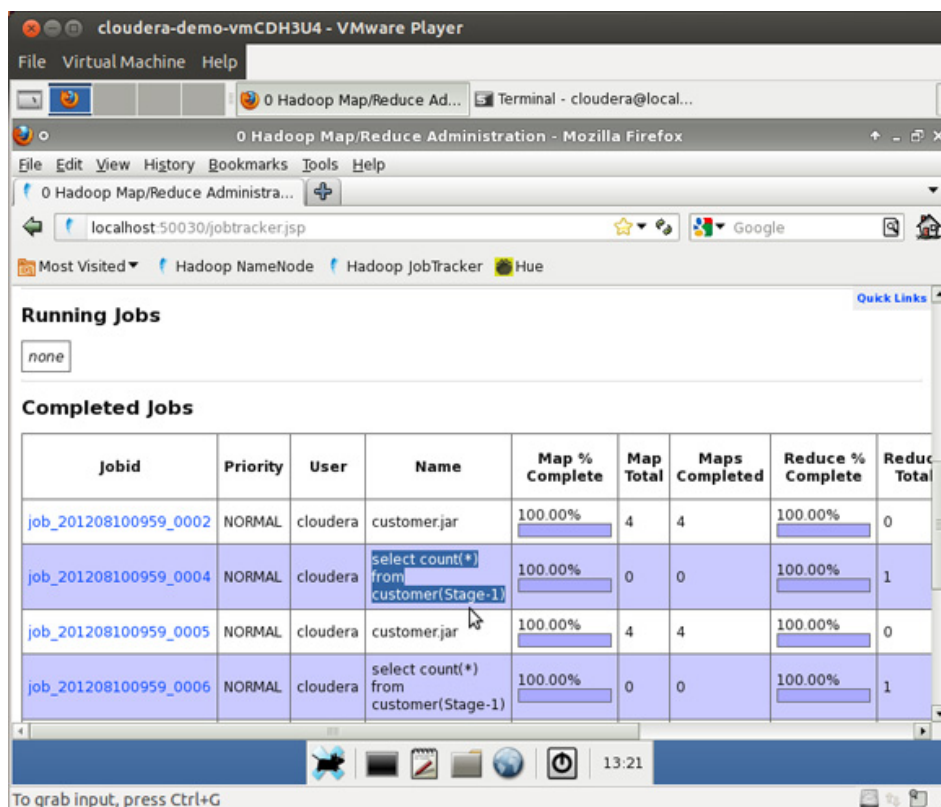 cloudera-demo-vmCDH3U4 - VMware Player
File Virtual Machine Help
0 Hadoop Map/Reduce Ad... Terminal - cloudera@local...
0 Hadoop Map/Reduce Administration - Mozilla Firefox
File Edit View History Bookmarks Tools Help
0 Hadoop Map/Reduce Administra...
localhost:50030/jobtracker.jsp Google
Most Visited Hadoop NameNode Hadoop JobTracker Hue
Quick Links
Running Jobs
none
Completed Jobs
Jobid Priority User Name Map % Complete Map Total Maps Completed Reduce % Complete Reduc Total
job_201208100959_0002 NORMAL cloudera customer.jar 100.00% 4 4 100.00% 0
job_201208100959_0004 NORMAL cloudera select count(*) from customer(Stage-1) 100.00% 0 0 100.00% 1
job_201208100959_0005 NORMAL cloudera customer.jar 100.00% 4 4 100.00% 0
job_201208100959_0006 NORMAL cloudera select count(*) from customer(Stage-1) 100.00% 0 0 100.00% 1
13:21
To grab input, press Ctrl+G